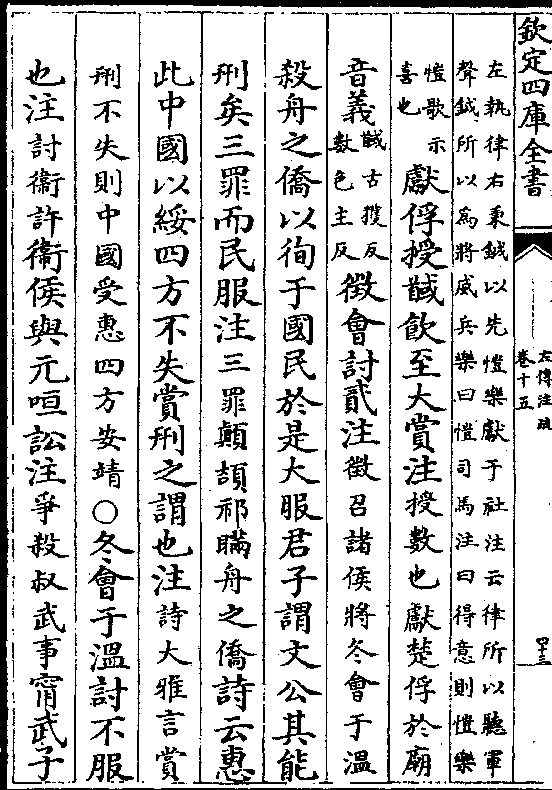 欽定四庫全書
左傳注疏
卷十五
四十三
左執律右秉鉞以先愷樂獻于社注云律所以聽軍
聲鉞所以為將威兵樂曰愷司馬注曰得意則愷樂
愷歌示
喜也
獻俘授馘飲至大賞注授數也獻楚俘於廟
音義
馘古獲反
數色主反
徵會討貳注徵召諸侯將冬會于溫
殺舟之僑以徇于國民於是大服君子謂文公其能
刑矣三罪而民服注三罪顛頡祁瞞舟之僑詩云惠
此中國以綏四方不失賞刑之謂也注詩大雅言賞
刑不失則中國受惠四方安靖○冬會于溫討不服
也注討衛許衞侯與元咺訟注爭殺叔武事甯武子